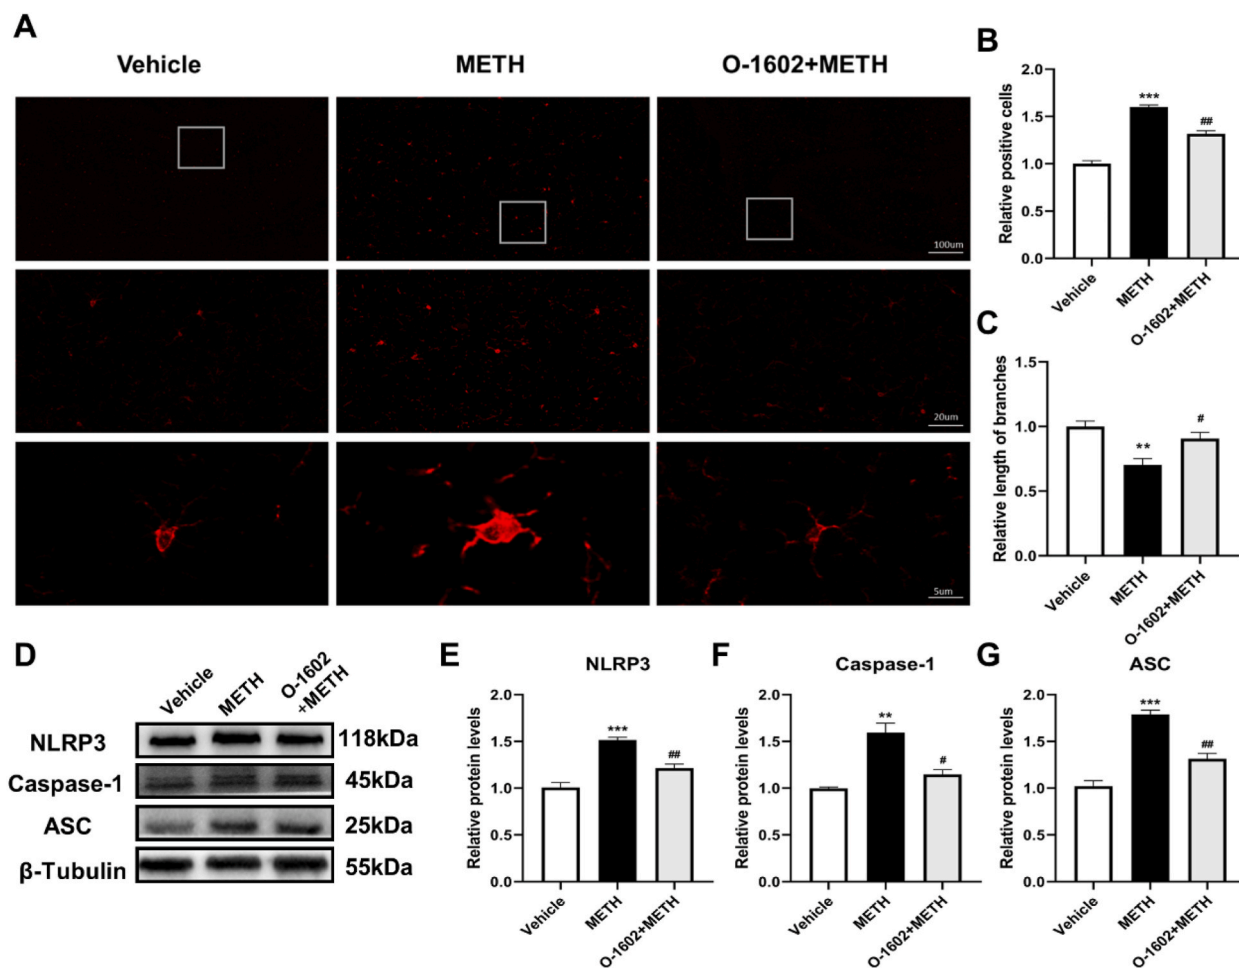 A
Vehicle
METH
O-1602+METH
100um
20um
5um
B
Relative positive cells
2.0
1.5
1.0
0.5
0.0
***
##
Vehicle
METH
O-1602+METH
C
Relative length of branches
1.5
1.0
0.5
0.0
**
#
Vehicle
METH
O-1602+METH
D
Vehicle
METH
O-1602
+METH
NLRP3
118kDa
Caspase-1
45kDa
ASC
25kDa
β-Tubulin
55kDa
E
NLRP3
Relative protein levels
2.0
1.5
1.0
0.5
0.0
***
##
Vehicle
METH
O-1602+METH
F
Caspase-1
Relative protein levels
2.0
1.5
1.0
0.5
0.0
**
#
Vehicle
METH
O-1602+METH
G
ASC
Relative protein levels
2.0
1.5
1.0
0.5
0.0
***
##
Vehicle
METH
O-1602+METH